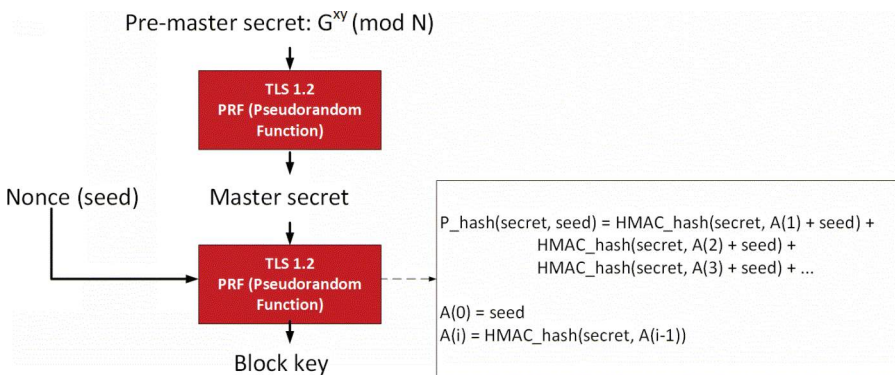 Pre-master secret: G^xy (mod N)
TLS 1.2
PRF (Pseudorandom
Function)
Nonce (seed)
Master secret
TLS 1.2
PRF (Pseudorandom
Function)
Block key
P_hash(secret, seed) = HMAC_hash(secret, A(1) + seed) +
HMAC_hash(secret, A(2) + seed) +
HMAC_hash(secret, A(3) + seed) + ...
A(0) = seed
A(i) = HMAC_hash(secret, A(i-1))